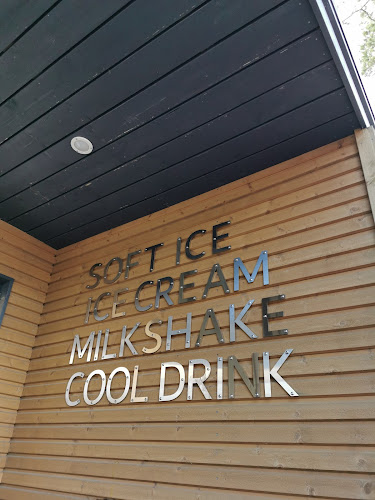 SOFT ICE
ICE CREAM
MILKSHAKE
COOL DRINK